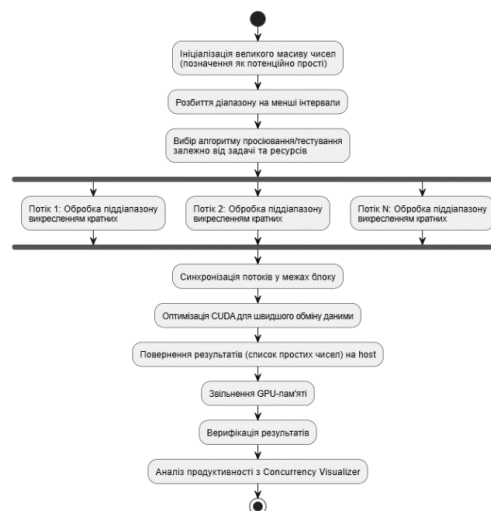 Ініціалізація великого масиву чисел
(позначення як потенційно прості)
Розбиття діапазону на менші інтервали
Вибір алгоритму просіювання/тестування
залежно від задачі та ресурсів
Потік 1: Обробка піддіапазону
викресленням кратних
Потік 2: Обробка піддіапазону
викресленням кратних
Потік N: Обробка піддіапазону
викресленням кратних
Синхронізація потоків у межах блоку
Оптимізація CUDA для швидшого обміну даними
Повернення результатів (список простих чисел) на host
Звільнення GPU-пам'яті
Верифікація результатів
Аналіз продуктивності з Concurrency Visualizer